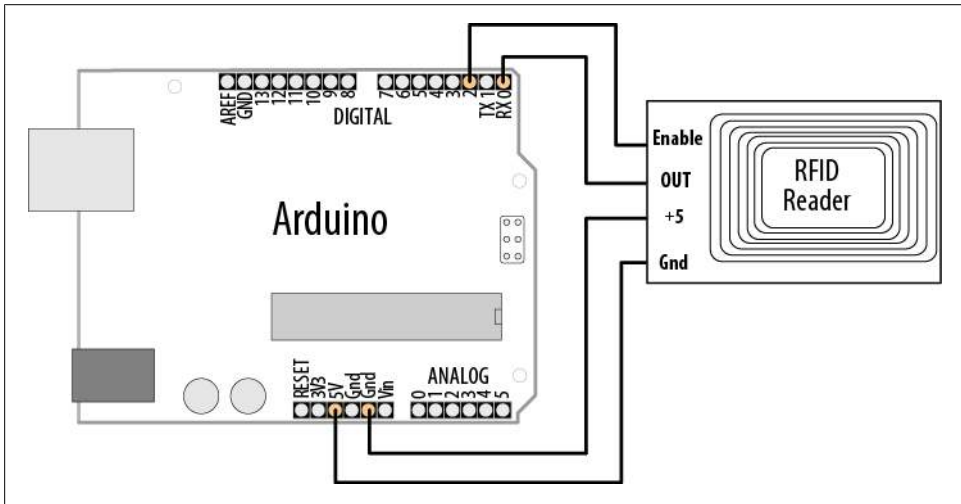 AREF
GND
13
12
11
10
9
8
7
6
5
4
3
2
TX 1
RX 0
DIGITAL
Arduino
Enable
OUT
+5
Gnd
RFID
Reader
RESET
3V3
5V
Gnd
Gnd
Vin
ANALOG
0
1
2
3
4
5